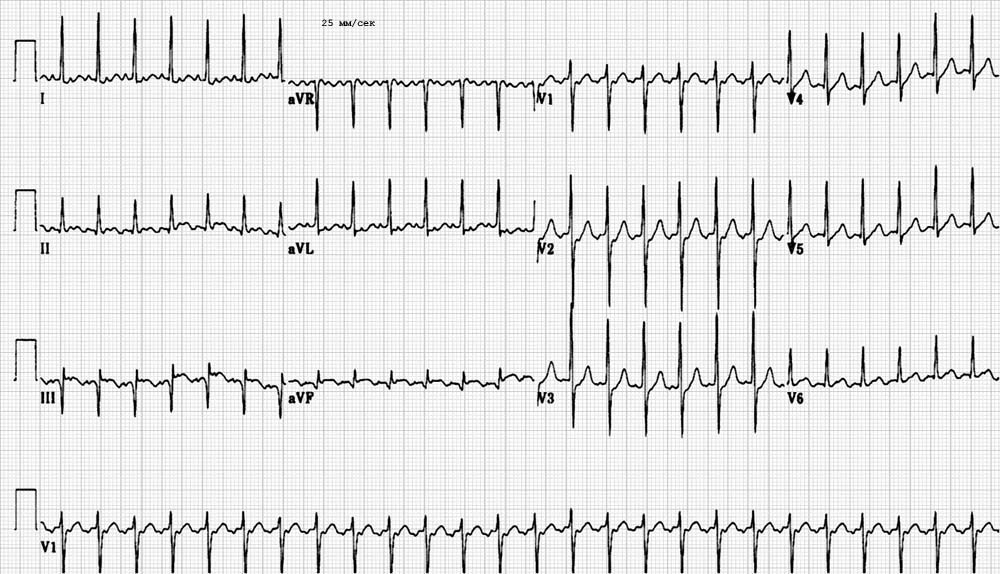 25 мм/сек
I aVR V1 V4
II aVL V2 V5
III aVF V3 V6
V1